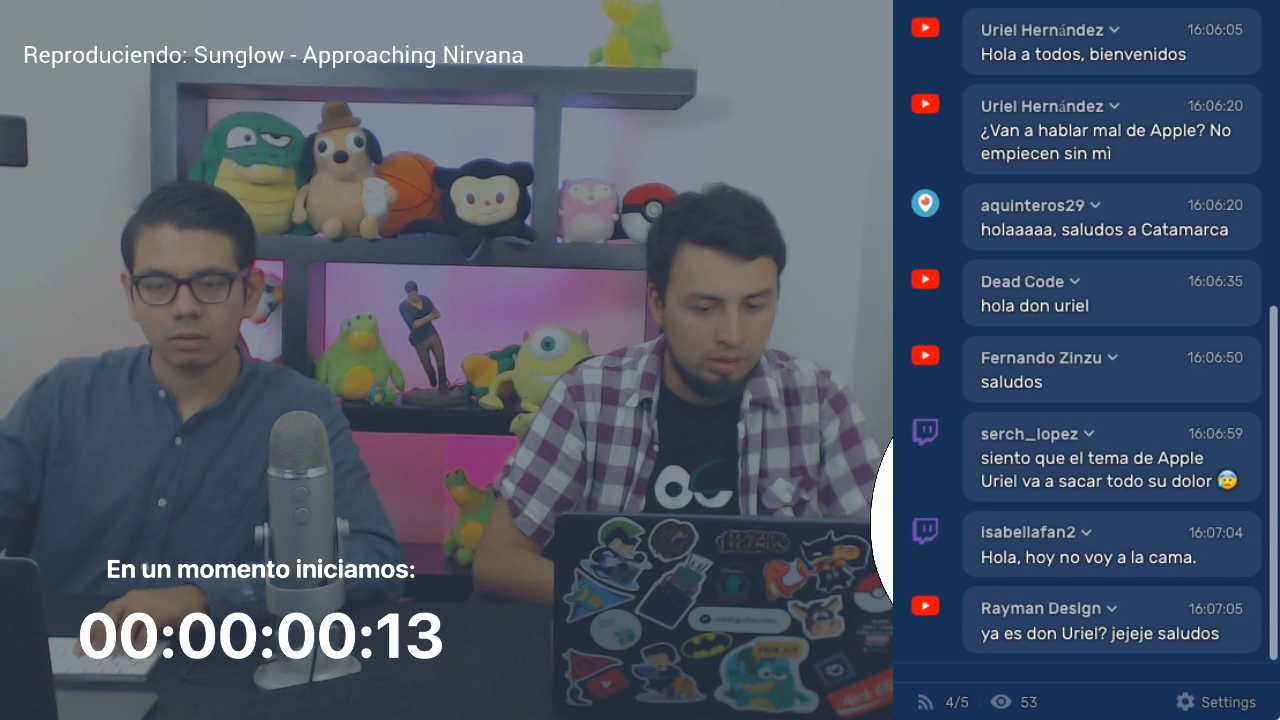 Reproduciendo: Sunglow - Approaching Nirvana
En un momento iniciamos:
00:00:00:13
Uriel Hernández 16:06:05
Hola a todos, bienvenidos
Uriel Hernández 16:06:20
¿Van a hablar mal de Apple? No
empiecen sin mì
aquinteros29 16:06:20
holaaaaa, saludos a Catamarca
Dead Code 16:06:35
hola don uriel
Fernando Zinzu 16:06:50
saludos
serch_lopez 16:06:59
siento que el tema de Apple
Uriel va a sacar todo su dolor 😰
isabellafan2 16:07:04
Hola, hoy no voy a la cama.
Rayman Design 16:07:05
ya es don Uriel? jejeje saludos
4/5 53 Settings